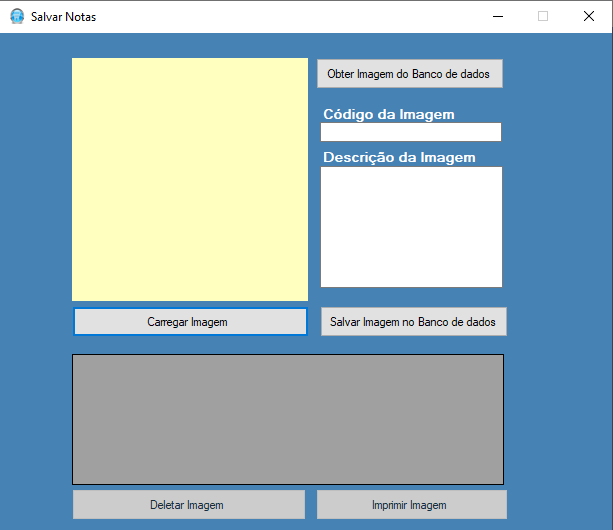 Salvar Notas
Obter Imagem do Banco de dados
Código da Imagem
Descrição da Imagem
Carregar Imagem
Salvar Imagem no Banco de dados
Deletar Imagem
Imprimir Imagem